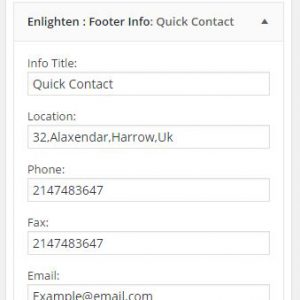 Enlighten : Footer Info: Quick Contact
Info Title:
Quick Contact
Location:
32,Alaxendar,Harrow,Uk
Phone:
2147483647
Fax:
2147483647
Email:
Example@email.com